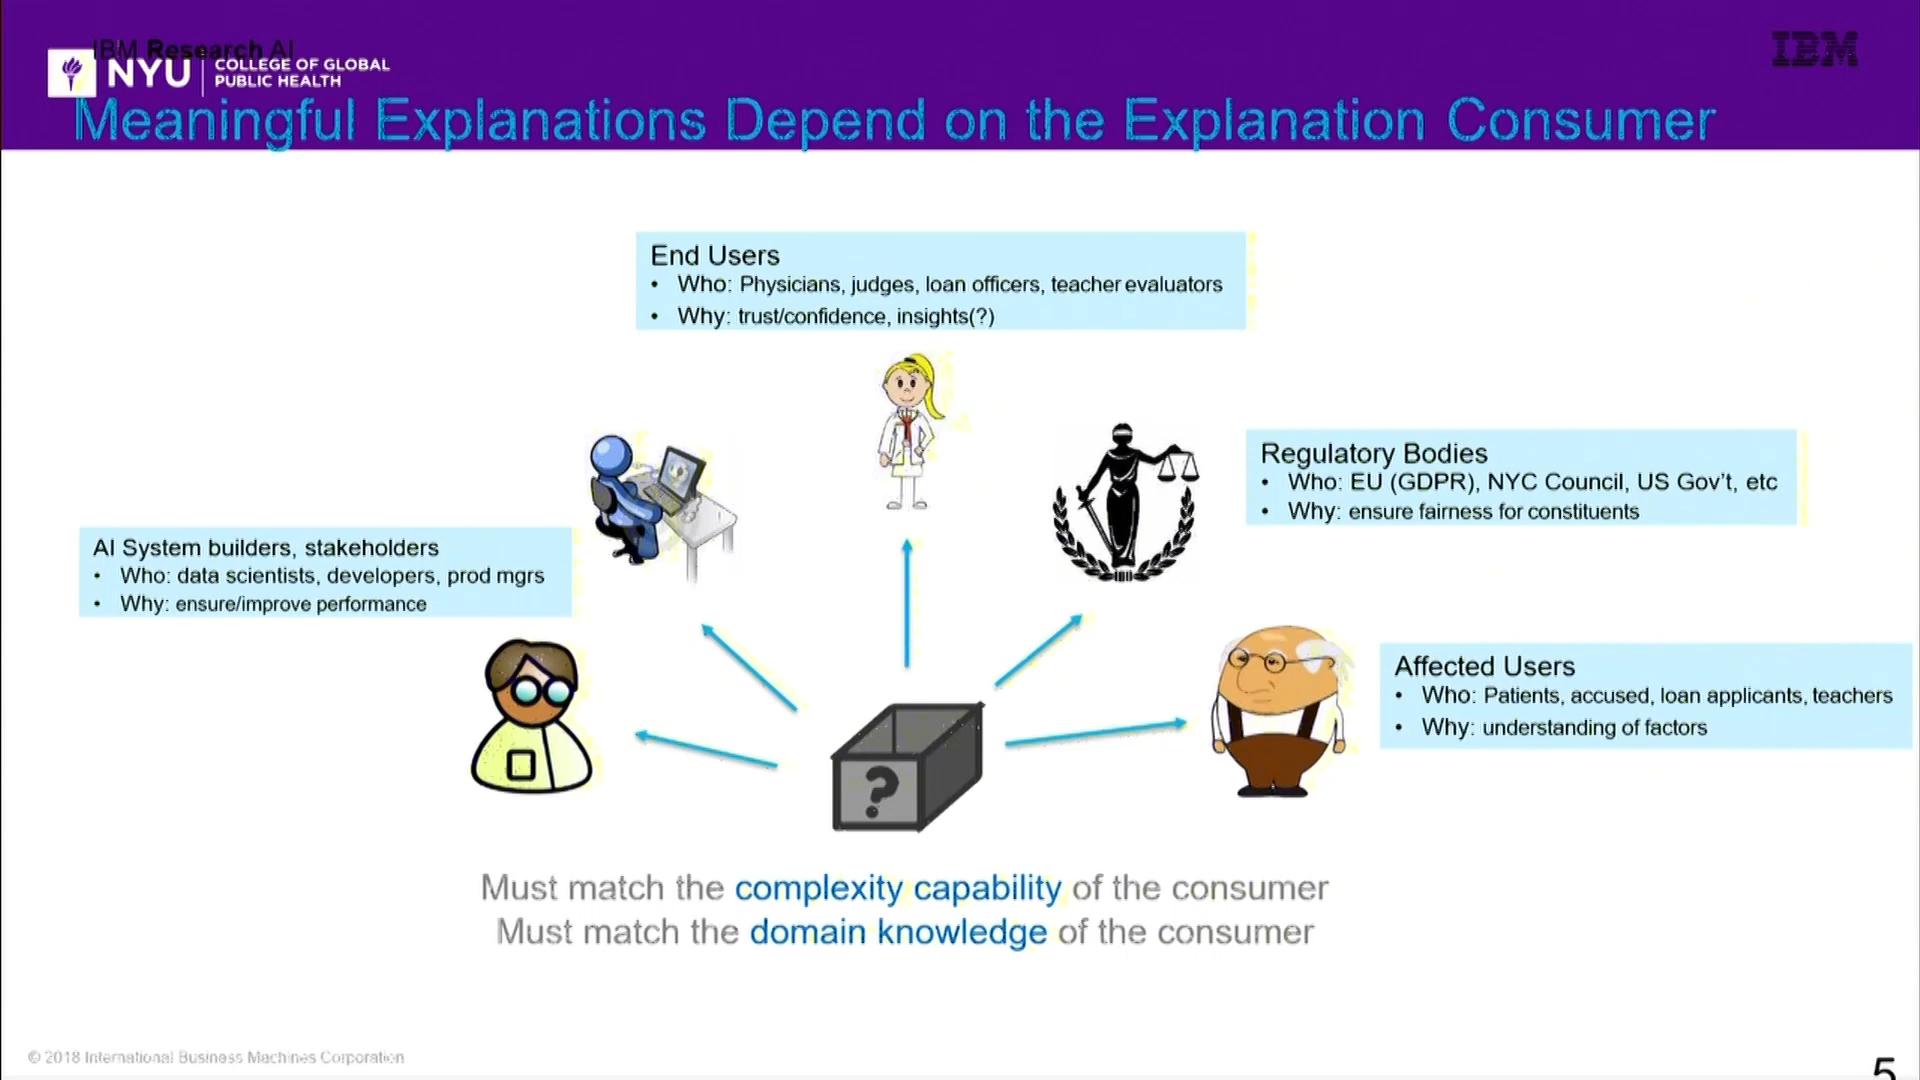 IBM Research AI
NYU
COLLEGE OF GLOBAL
PUBLIC HEALTH
IBM
Meaningful Explanations Depend on the Explanation Consumer
End Users
• Who: Physicians, judges, loan officers, teacher evaluators
• Why: trust/confidence, insights(?)
Regulatory Bodies
• Who: EU (GDPR), NYC Council, US Gov't, etc
• Why: ensure fairness for constituents
AI System builders, stakeholders
• Who: data scientists, developers, prod mgrs
• Why: ensure/improve performance
Affected Users
• Who: Patients, accused, loan applicants, teachers
• Why: understanding of factors
?
Must match the complexity capability of the consumer
Must match the domain knowledge of the consumer
© 2018 International Business Machines Corporation
5